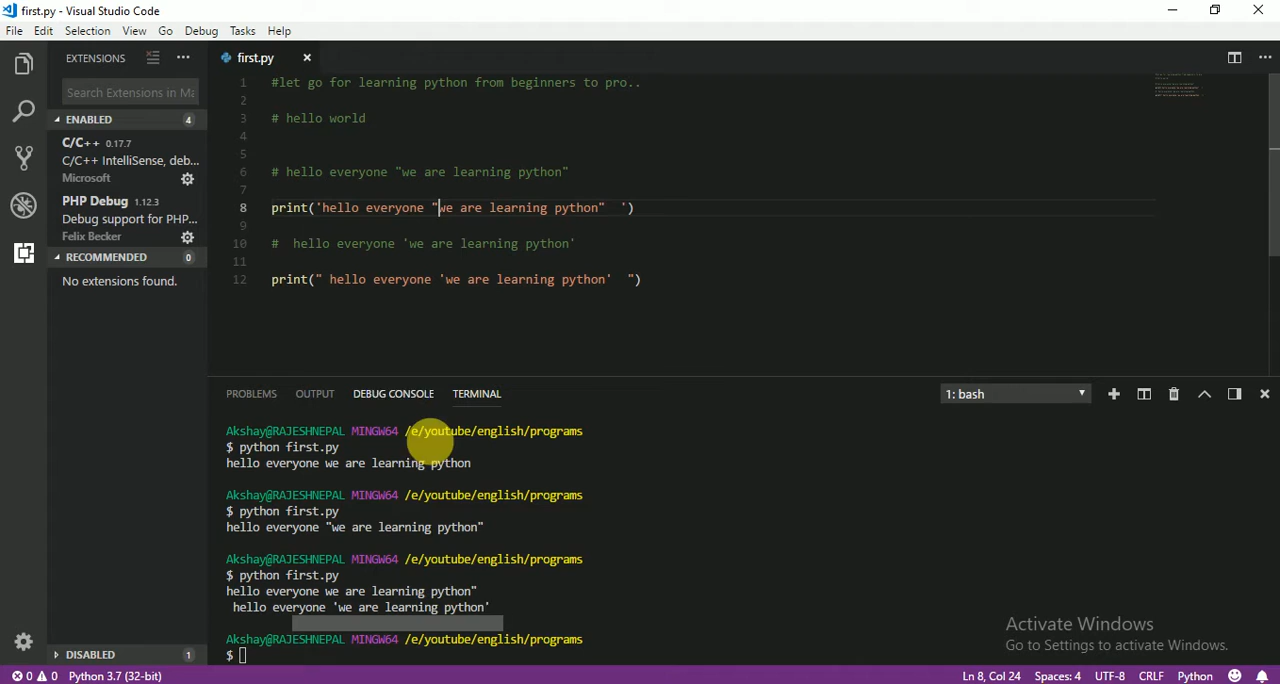 first.py - Visual Studio Code
File Edit Selection View Go Debug Tasks Help
EXTENSIONS
first.py
Search Extensions in Ma
ENABLED 4
C/C++ 0.17.7
C/C++ IntelliSense, deb...
Microsoft
PHP Debug 1.12.3
Debug support for PHP...
Felix Becker
RECOMMENDED 0
No extensions found.
DISABLED 1
1 #let go for learning python from beginners to pro..
2
3 # hello world
4
5
6 # hello everyone "we are learning python"
7
8 print('hello everyone "we are learning python"  ')
9
10 #  hello everyone 'we are learning python'
11
12 print(" hello everyone 'we are learning python'  ")
PROBLEMS OUTPUT DEBUG CONSOLE TERMINAL 1: bash
Akshay@RAJESHNEPAL MINGW64 /e/youtube/english/programs
$ python first.py
hello everyone we are learning python
Akshay@RAJESHNEPAL MINGW64 /e/youtube/english/programs
$ python first.py
hello everyone "we are learning python"
Akshay@RAJESHNEPAL MINGW64 /e/youtube/english/programs
$ python first.py
hello everyone we are learning python"
 hello everyone 'we are learning python'
Akshay@RAJESHNEPAL MINGW64 /e/youtube/english/programs
$
Activate Windows
Go to Settings to activate Windows.
0 0 Python 3.7 (32-bit) Ln 8, Col 24 Spaces: 4 UTF-8 CRLF Python